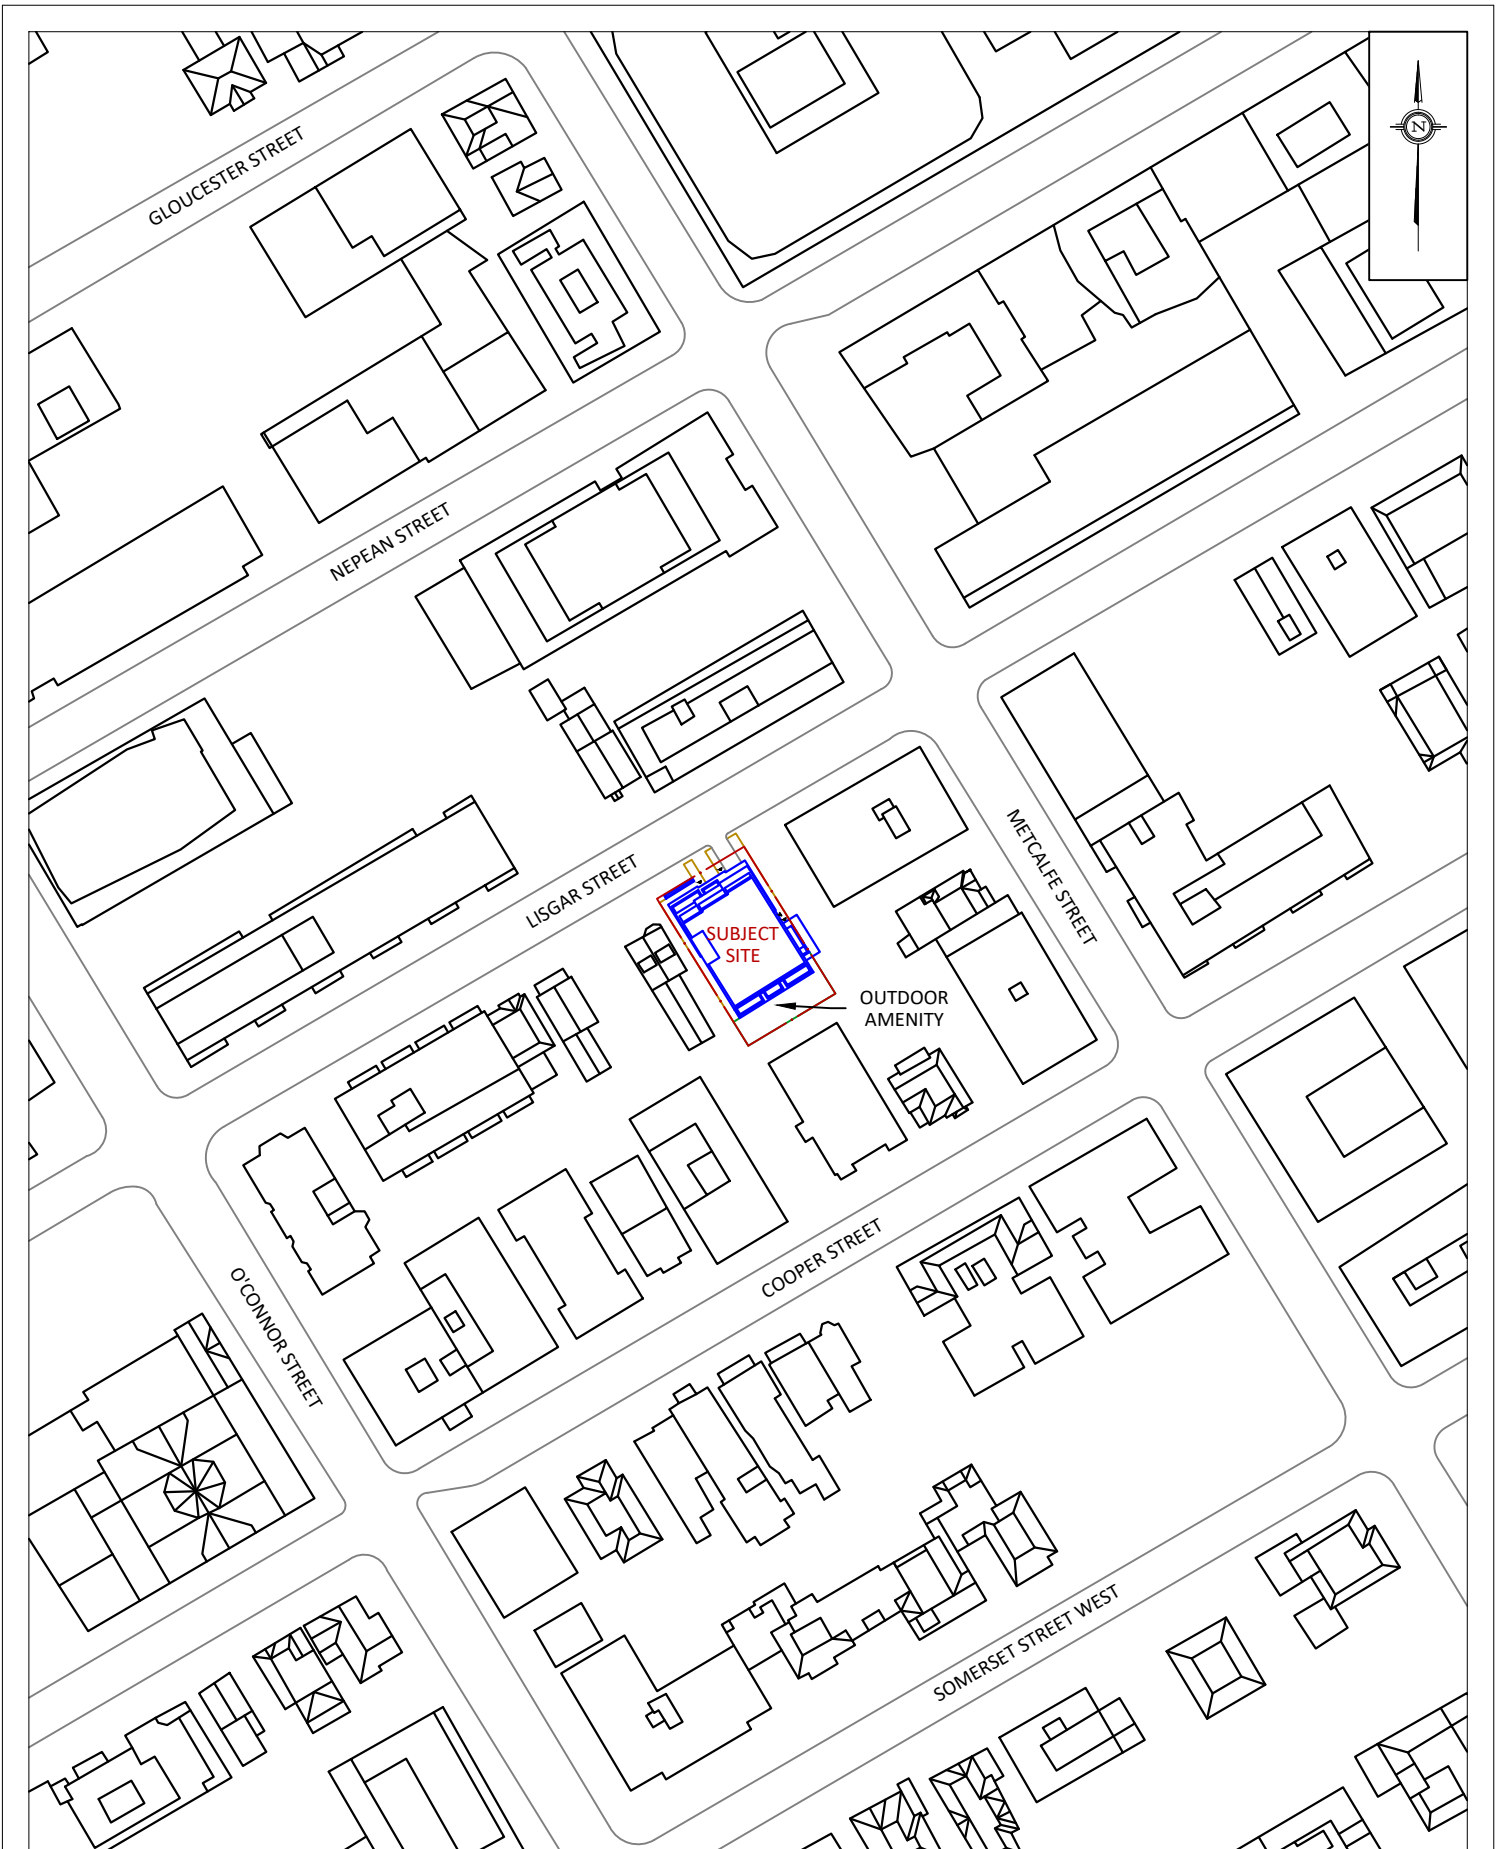 GLOUCESTER STREET
N
NEPEAN STREET
METCALFE STREET
LISGAR STREET
SUBJECT
SITE
OUTDOOR
AMENITY
COOPER STREET
O'CONNOR STREET
SOMERSET STREET WEST